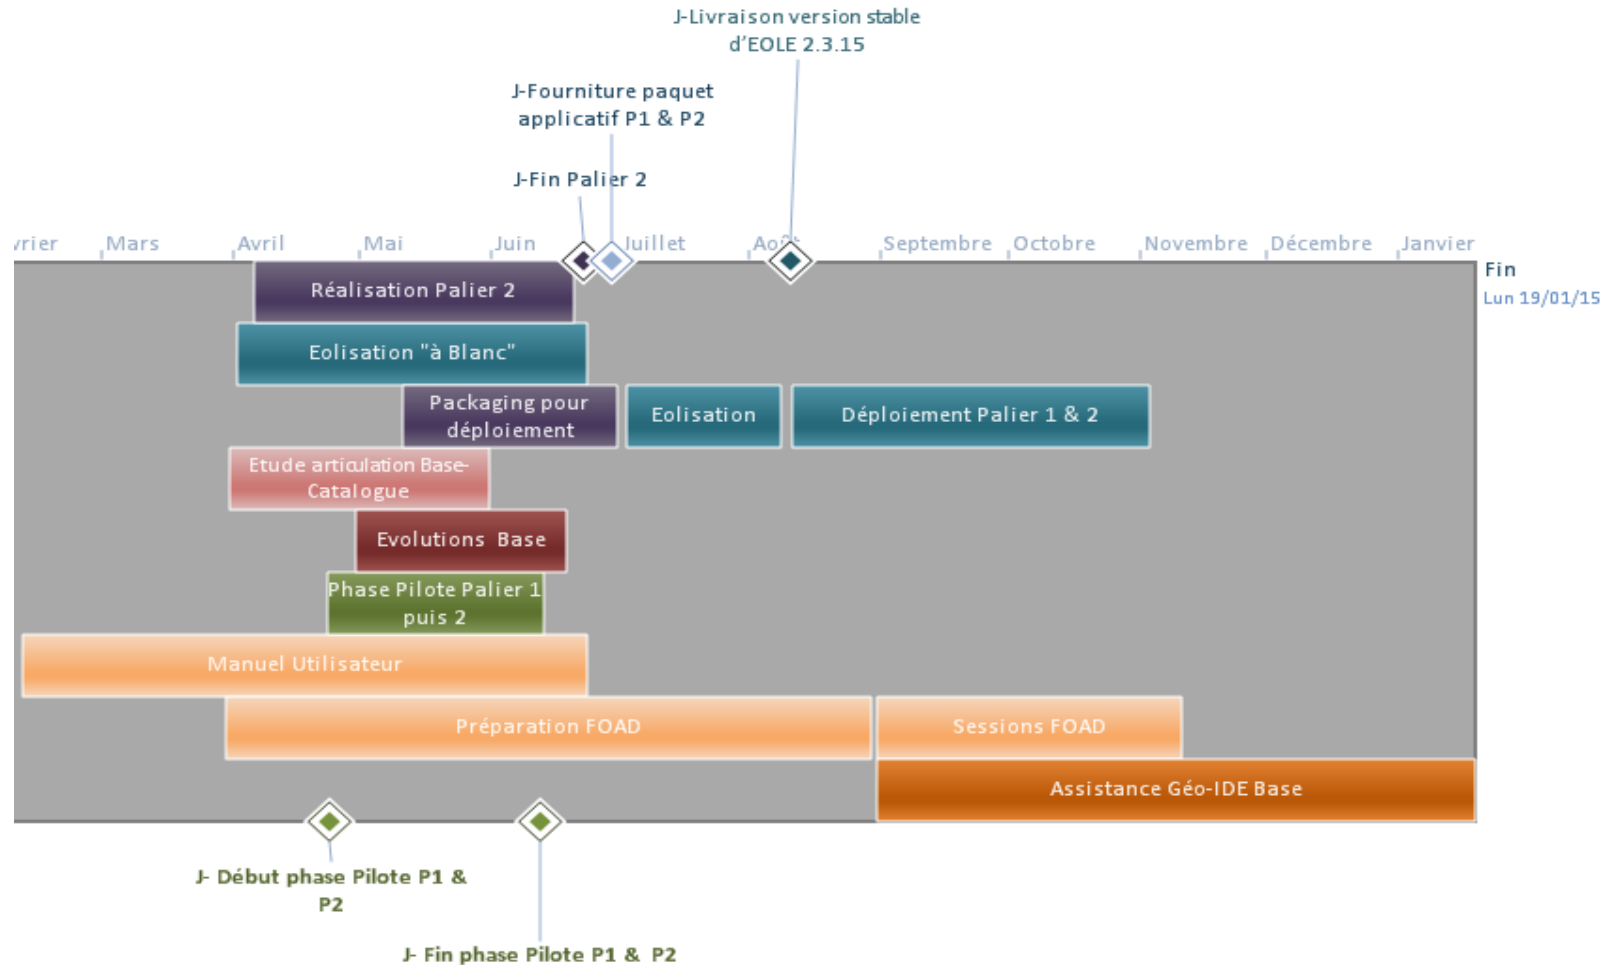 J-Livraison version stable
d’EOLE 2.3.15
J-Fourniture paquet
applicatif P1 & P2
J-Fin Palier 2
vrier Mars Avril Mai Juin Juillet Août Septembre Octobre Novembre Décembre Janvier
Fin
Lun 19/01/15
Réalisation Palier 2
Eolisation "à Blanc"
Packaging pour
déploiement
Eolisation
Déploiement Palier 1 & 2
Etude articulation Base-
Catalogue
Evolutions Base
Phase Pilote Palier 1
puis 2
Manuel Utilisateur
Préparation FOAD
Sessions FOAD
Assistance Géo-IDE Base
J- Début phase Pilote P1 &
P2
J- Fin phase Pilote P1 & P2